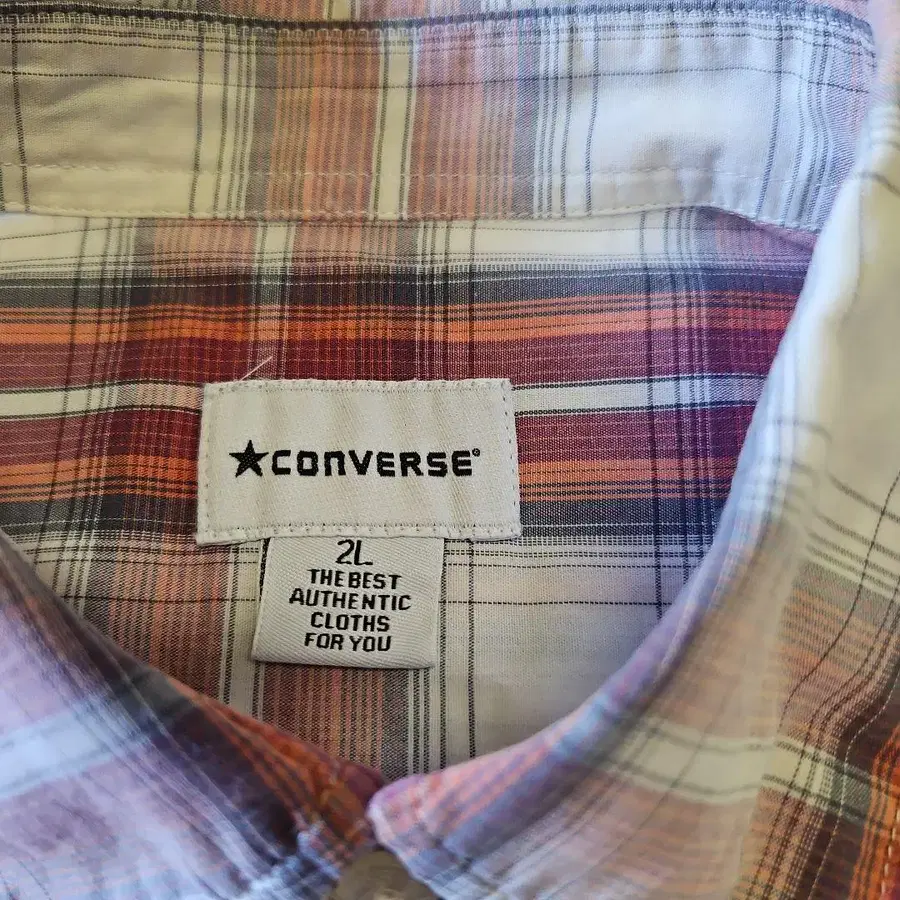 ★CONVERSE®
2L
THE BEST
AUTHENTIC
CLOTHS
FOR YOU